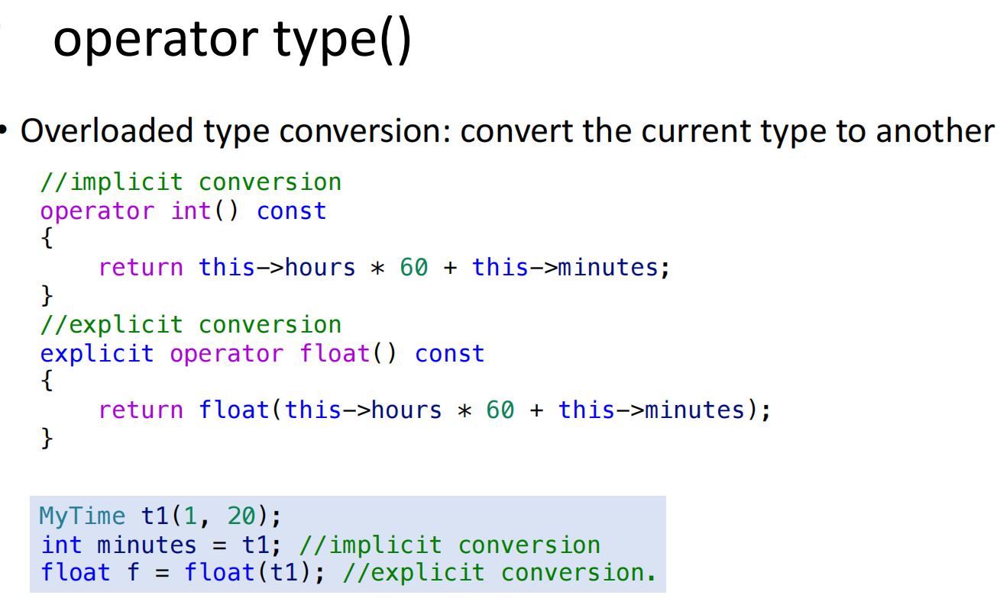 operator type()
• Overloaded type conversion: convert the current type to another
//implicit conversion
operator int() const
{
    return this->hours * 60 + this->minutes;
}
//explicit conversion
explicit operator float() const
{
    return float(this->hours * 60 + this->minutes);
}
MyTime t1(1, 20);
int minutes = t1; //implicit conversion
float f = float(t1); //explicit conversion.